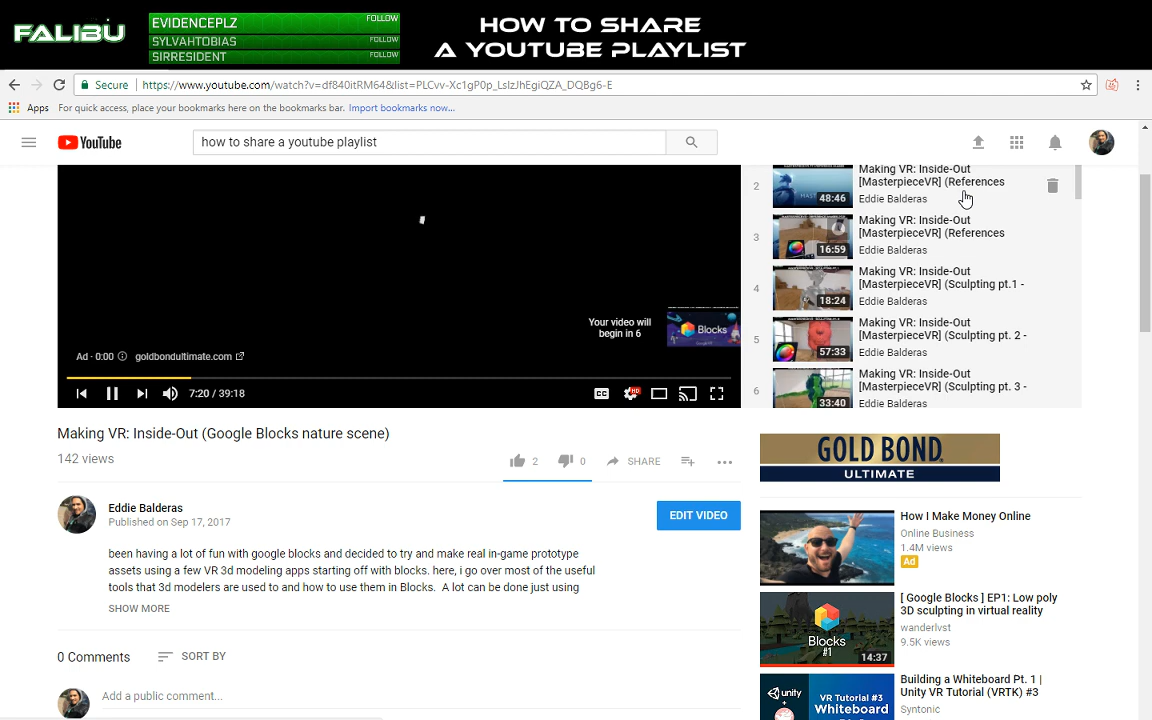 FALIBU
EVIDENCEPLZ
FOLLOW
SYLVAHTOBIAS
FOLLOW
SIRRESIDENT
FOLLOW
HOW TO SHARE
A YOUTUBE PLAYLIST
Secure
https://www.youtube.com/watch?v=df840itRM64&list=PLCvv-Xc1gP0p_LsIzJhEgiQZA_DQBg6-E
Apps
For quick access, place your bookmarks here on the bookmarks bar. Import bookmarks now...
YouTube
how to share a youtube playlist
Your video will
begin in 6
Blocks
Ad · 0:00
goldbondultimate.com
7:20 / 39:18
CC
HD
2
48:46
Making VR: Inside-Out
[MasterpieceVR] (References
Eddie Balderas
3
16:59
Making VR: Inside-Out
[MasterpieceVR] (References
Eddie Balderas
4
18:24
Making VR: Inside-Out
[MasterpieceVR] (Sculpting pt.1 -
Eddie Balderas
5
57:33
Making VR: Inside-Out
[MasterpieceVR] (Sculpting pt. 2 -
Eddie Balderas
6
33:40
Making VR: Inside-Out
[MasterpieceVR] (Sculpting pt. 3 -
Eddie Balderas
Making VR: Inside-Out (Google Blocks nature scene)
142 views
2
0
SHARE
Eddie Balderas
Published on Sep 17, 2017
EDIT VIDEO
been having a lot of fun with google blocks and decided to try and make real in-game prototype
assets using a few VR 3d modeling apps starting off with blocks. here, i go over most of the useful
tools that 3d modelers are used to and how to use them in Blocks.  A lot can be done just using
SHOW MORE
0 Comments
SORT BY
Add a public comment...
GOLD BOND
ULTIMATE
How I Make Money Online
Online Business
1.4M views
Ad
Blocks
#1
14:37
[ Google Blocks ] EP1: Low poly
3D sculpting in virtual reality
wanderlvst
9.5K views
unity
VR Tutorial #3
Whiteboard
Building a Whiteboard Pt. 1 |
Unity VR Tutorial (VRTK) #3
Syntonic